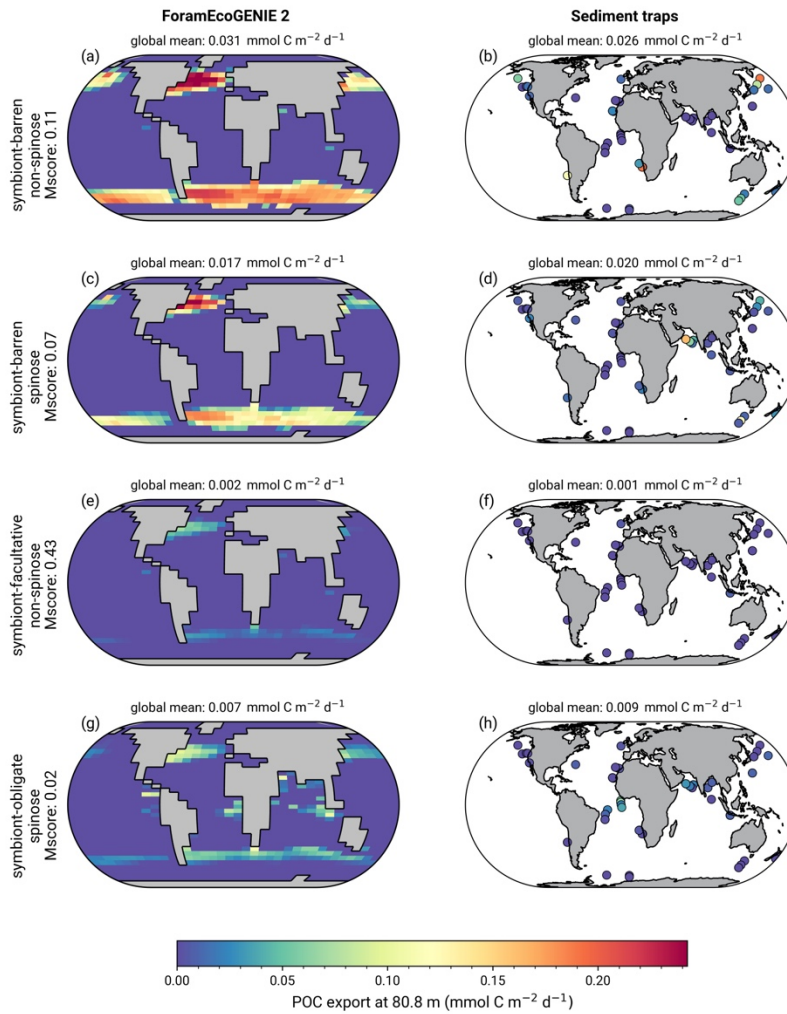 ForamEcoGENIE 2
Sediment traps
global mean: 0.031 mmol C m−2 d−1
global mean: 0.026 mmol C m−2 d−1
(a)
(b)
symbiont-barren
non-spinose
Mscore: 0.11
global mean: 0.017 mmol C m−2 d−1
global mean: 0.020 mmol C m−2 d−1
(c)
(d)
symbiont-barren
spinose
Mscore: 0.07
global mean: 0.002 mmol C m−2 d−1
global mean: 0.001 mmol C m−2 d−1
(e)
(f)
symbiont-facultative
non-spinose
Mscore: 0.43
global mean: 0.007 mmol C m−2 d−1
global mean: 0.009 mmol C m−2 d−1
(g)
(h)
symbiont-obligate
spinose
Mscore: 0.02
0.00 0.05 0.10 0.15 0.20
POC export at 80.8 m (mmol C m−2 d−1)